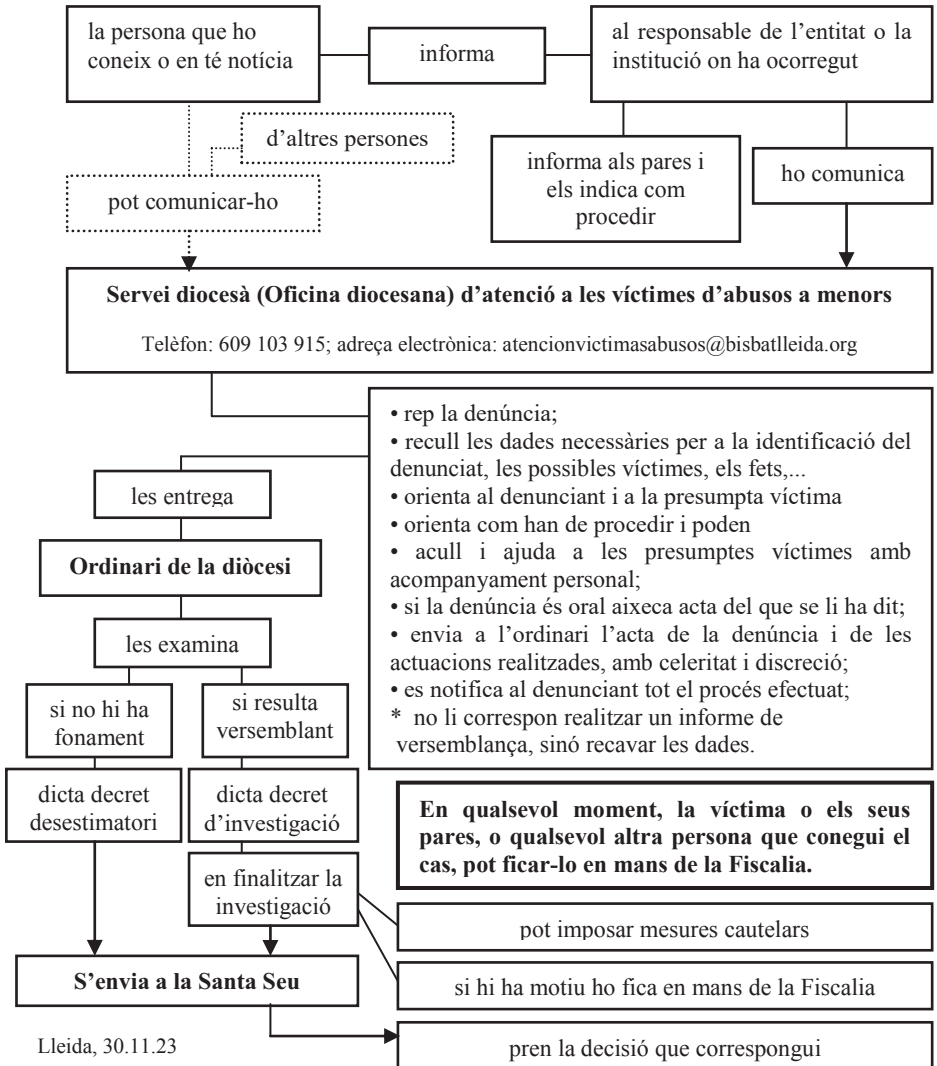 la persona que ho
coneix o en té notícia
informa
al responsable de l'entitat o la
institució on ha ocorregut
d'altres persones
pot comunicar-ho
informa als pares i
els indica com
procedir
ho comunica
Servei diocesà (Oficina diocesana) d'atenció a les víctimes d'abusos a menors
Telèfon: 609 103 915; adreça electrònica: atencionvictimasabusos@bisbatlleida.org
• rep la denúncia;
• recull les dades necessàries per a la identificació del
denunciat, les possibles víctimes, els fets,...
• orienta al denunciant i a la presumpta víctima
• orienta com han de procedir i poden
• acull i ajuda a les presumptes víctimes amb
acompanyament personal;
• si la denúncia és oral aixeca acta del que se li ha dit;
• envia a l'ordinari l'acta de la denúncia i de les
actuacions realitzades, amb celeritat i discreció;
• es notifica al denunciant tot el procés efectuat;
* no li correspon realitzar un informe de
versemblança, sinó recavar les dades.
les entrega
Ordinari de la diòcesi
les examina
si no hi ha
fonament
si resulta
versemblant
dicta decret
desestimatori
dicta decret
d'investigació
En qualsevol moment, la víctima o els seus
pares, o qualsevol altra persona que conegui el
cas, pot ficar-lo en mans de la Fiscalia.
en finalitzar la
investigació
pot imposar mesures cautelars
S'envia a la Santa Seu
si hi ha motiu ho fica en mans de la Fiscalia
Lleida, 30.11.23
pren la decisió que correspongui